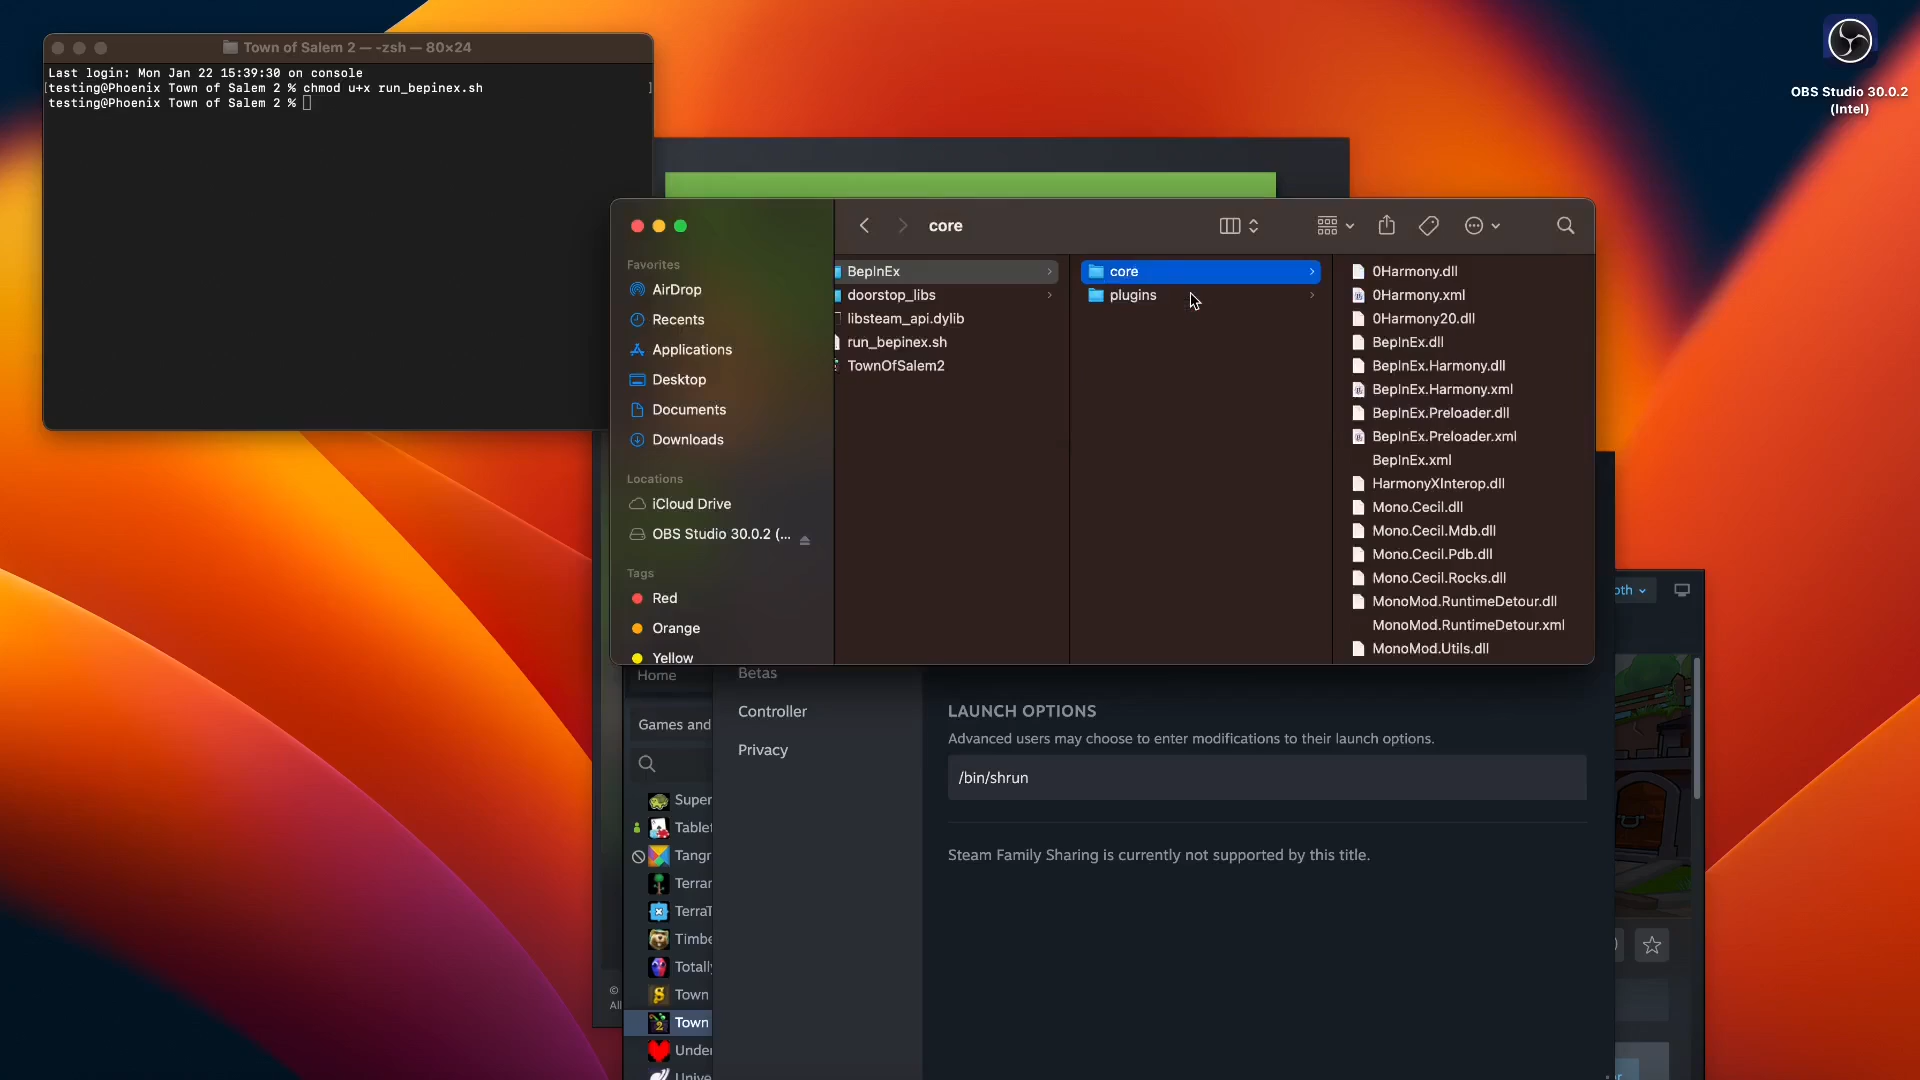 Town of Salem 2 — -zsh — 80×24
Last login: Mon Jan 22 15:39:30 on console
[testing@Phoenix Town of Salem 2 % chmod u+x run_bepinex.sh ]
testing@Phoenix Town of Salem 2 %
OBS Studio 30.0.2
(Intel)
core
Favorites
AirDrop
Recents
Applications
Desktop
Documents
Downloads
Locations
iCloud Drive
OBS Studio 30.0.2 (...
Tags
Red
Orange
Yellow
BepInEx
doorstop_libs
libsteam_api.dylib
run_bepinex.sh
TownOfSalem2
core
plugins
0Harmony.dll
0Harmony.xml
0Harmony20.dll
BepInEx.dll
BepInEx.Harmony.dll
BepInEx.Harmony.xml
BepInEx.Preloader.dll
BepInEx.Preloader.xml
BepInEx.xml
HarmonyXInterop.dll
Mono.Cecil.dll
Mono.Cecil.Mdb.dll
Mono.Cecil.Pdb.dll
Mono.Cecil.Rocks.dll
MonoMod.RuntimeDetour.dll
MonoMod.RuntimeDetour.xml
MonoMod.Utils.dll
oth
Home
Games and
Super
Tablet
Tangr
Terrar
TerraT
Timbe
Totally
Town
Town
Under
Unive
©
All
Betas
Controller
Privacy
LAUNCH OPTIONS
Advanced users may choose to enter modifications to their launch options.
/bin/shrun
Steam Family Sharing is currently not supported by this title.